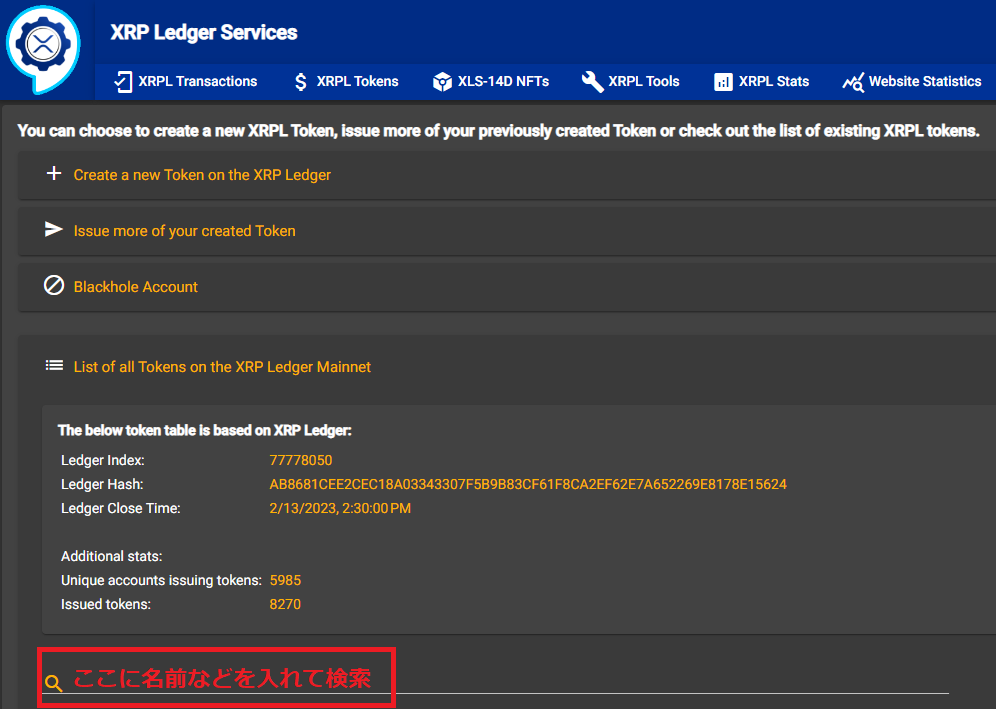 XRP Ledger Services
XRPL Transactions $ XRPL Tokens XLS-14D NFTs XRPL Tools XRPL Stats Website Statistics
You can choose to create a new XRPL Token, issue more of your previously created Token or check out the list of existing XRPL tokens.
Create a new Token on the XRP Ledger
Issue more of your created Token
Blackhole Account
List of all Tokens on the XRP Ledger Mainnet
The below token table is based on XRP Ledger:
Ledger Index: 77778050
Ledger Hash: AB8681CEE2CEC18A03343307F5B9B83CF61F8CA2EF62E7A652269E8178E15624
Ledger Close Time: 2/13/2023, 2:30:00 PM
Additional stats:
Unique accounts issuing tokens: 5985
Issued tokens: 8270
ここに名前などを入れて検索